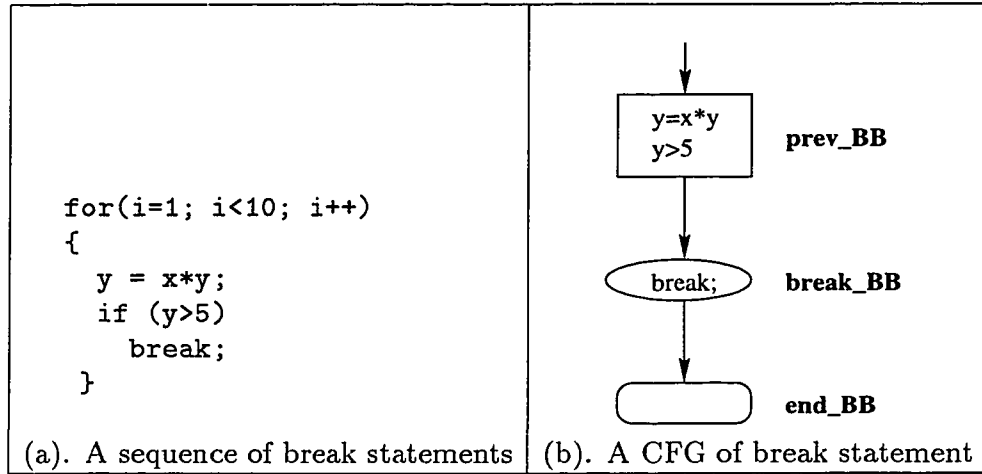 for(i=1; i<10; i++)
{
y = x*y;
if (y>5)
break;
}
(a). A sequence of break statements
y=x*y
y>5
prev_BB
break;
break_BB
end_BB
(b). A CFG of break statement